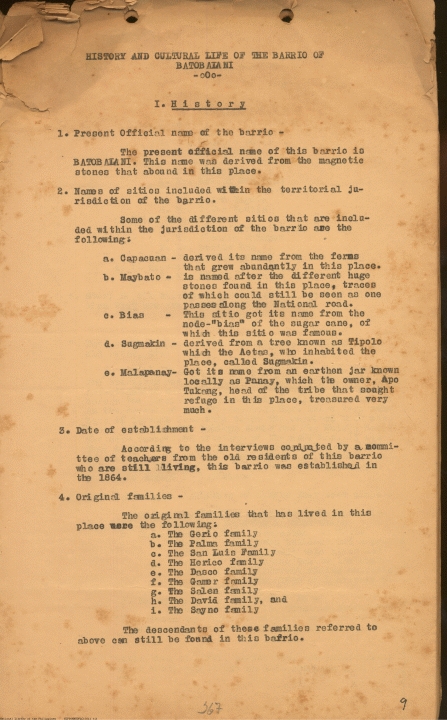 HISTORY AND CULTURAL LIFE OF THE BARRIO OF
BATOBALANI
-oOo-
I. History
1. Present Official name of the barrio -
The present official name of this barrio is
BATOBALANI. This name was derived from the magnetic
stones that abound in this place.
2. Names of sitios included within the territorial ju-
risdiction of the barrio.
Some of the different sitios that are inclu-
ded within the jurisdiction of the barrio are the
following:
a. Capacuan - derived its name from the ferns
that grew abundantly in this place.
b. Maybato - is named after the different huge
stones found in this place, traces
of which could still be seen as one
passes along the National road.
c. Bias - This sitio got its name from the
node-"bias" of the sugar cane, of
which this sitio was famous.
d. Sugmakin - derived from a tree known as Tipolo
which the Aetas, who inhabited the
place, called Sugmakin.
e. Malapanay- Got its name from an earthen jar known
locally as Panay, which the owner, Apo
Tukang, head of the tribe that sought
refuge in this place, treasured very
much.
3. Date of establishment -
According to the interviews by a commi-
ttee of teachers from the old residents of this barrio
who are still living, this barrio was established in
the 1864.
4. Original families -
The original families that has lived in this
place were the following:
a. The Gerio family
b. The Palma family
c. The San Luis Family
d. The Herico family
e. The Dasco family
f. The Gamer family
g. The Salen family
h. The David family, and
i. The Sayno family
The descendants of these families referred to
above can still be found in this barrio.
367
9